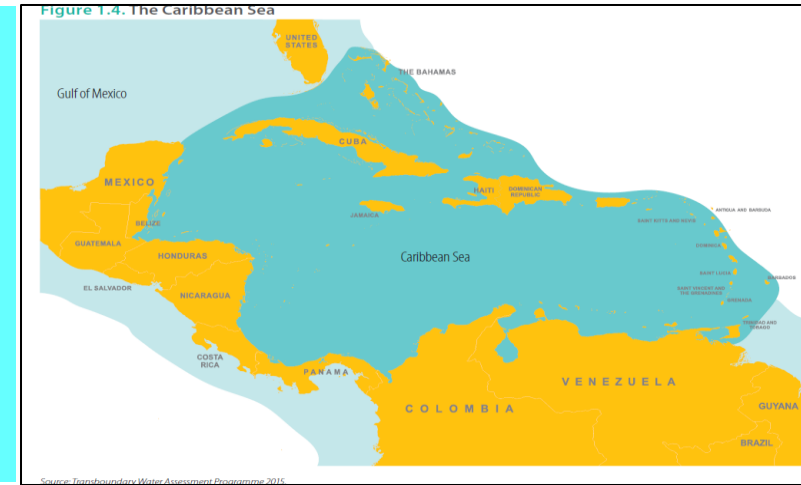 Figure 1.4. The Caribbean Sea
UNITED
STATES
THE BAHAMAS
Gulf of Mexico
CUBA
MEXICO
HAITI
DOMINICAN
REPUBLIC
JAMAICA
ANTIGUA AND BARBUDA
SAINT KITTS AND NEVIS
BELIZE
GUATEMALA
HONDURAS
DOMINICA
Caribbean Sea
SAINT LUCIA
BARBADOS
EL SALVADOR
NICARAGUA
SAINT VINCENT AND
THE GRENADINES
GRENADA
TRINIDAD AND
TOBAGO
COSTA
RICA
PANAMA
VENEZUELA
COLOMBIA
GUYANA
BRAZIL
Source: Transboundary Water Assessment Programme 2015.